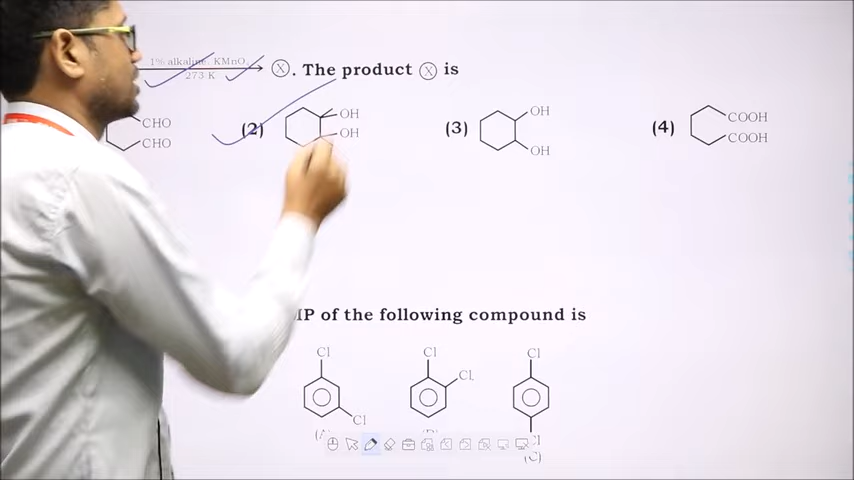 1% alkaline. KMnO₄
273 K
X. The product X is
CHO
CHO
(2)
OH
OH
(3)
OH
OH
(4)
COOH
COOH
IP of the following compound is
Cl
Cl
Cl
Cl
Cl
(C)